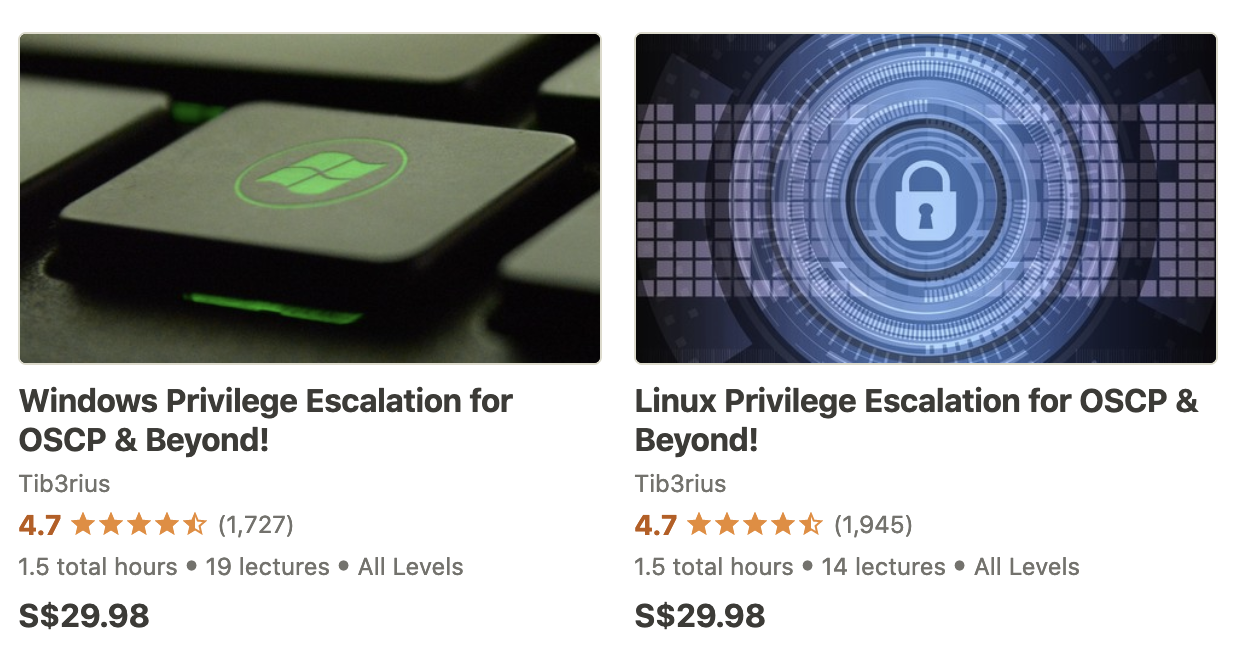 Windows Privilege Escalation for
OSCP & Beyond!
Tib3rius
4.7 (1,727)
1.5 total hours • 19 lectures • All Levels
S$29.98
Linux Privilege Escalation for OSCP &
Beyond!
Tib3rius
4.7 (1,945)
1.5 total hours • 14 lectures • All Levels
S$29.98